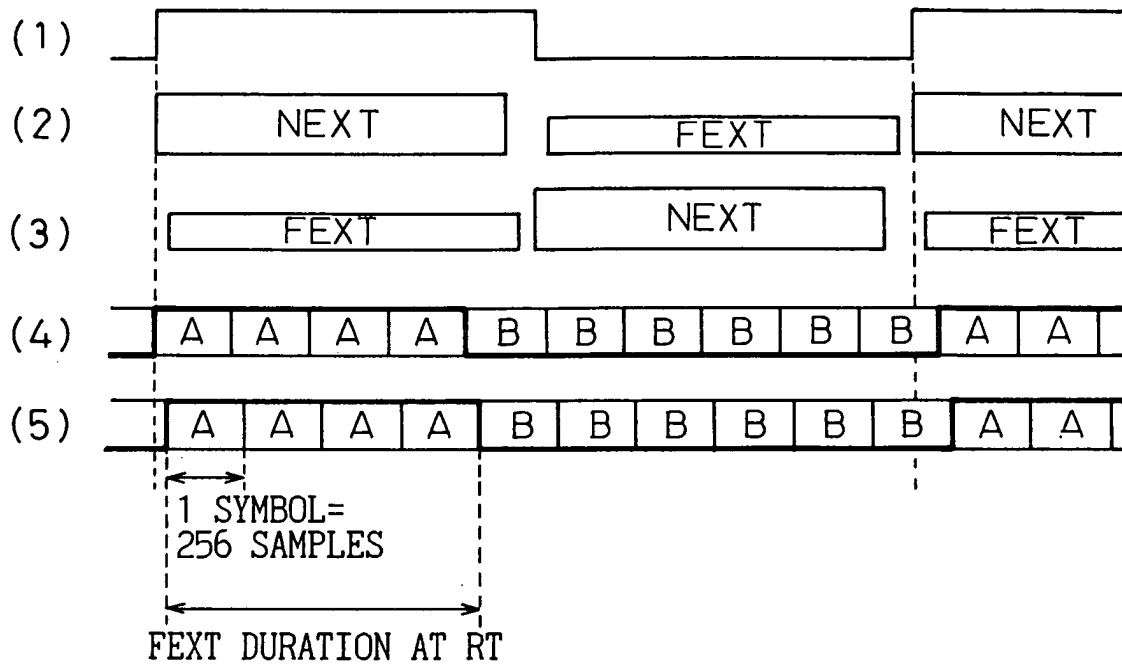 (1)
(2) NEXT FEXT NEXT
(3) FEXT NEXT FEXT
(4) A A A A B B B B B B A A
(5) A A A A B B B B B B A A
1 SYMBOL=
256 SAMPLES
FEXT DURATION AT RT